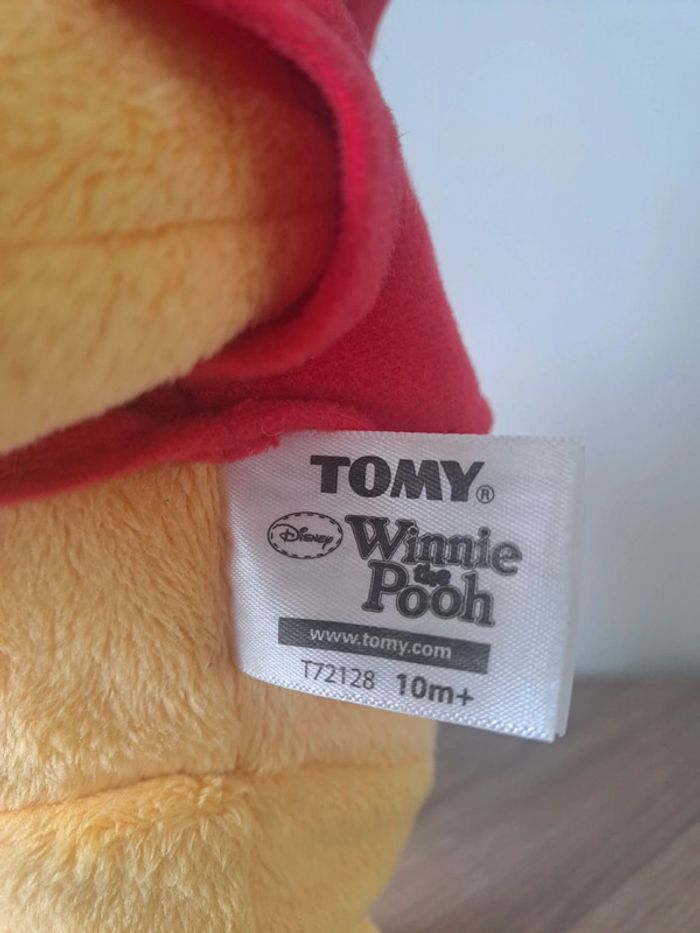 TOMY®
Disney Winnie
the
Pooh
www.tomy.com
T72128 10m+